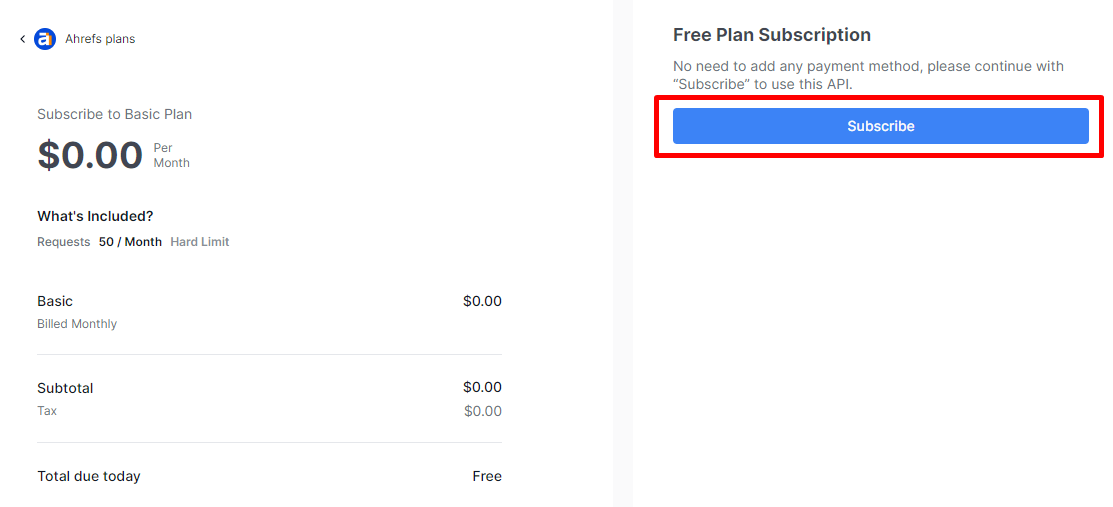 Ahrefs plans
Subscribe to Basic Plan
$0.00 Per
Month
What's Included?
Requests 50 / Month Hard Limit
Basic $0.00
Billed Monthly
Subtotal $0.00
Tax $0.00
Total due today Free
Free Plan Subscription
No need to add any payment method, please continue with
“Subscribe” to use this API.
Subscribe